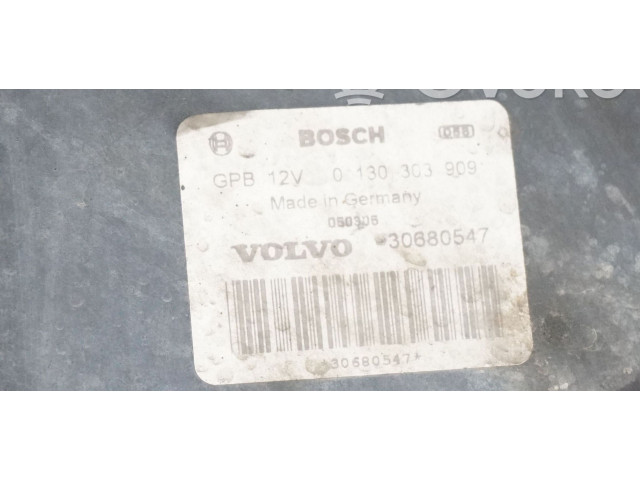 BOSCH
GPB 12V 0 130 303 909
Made in Germany
050306
VOLVO 30680547
*30680547*